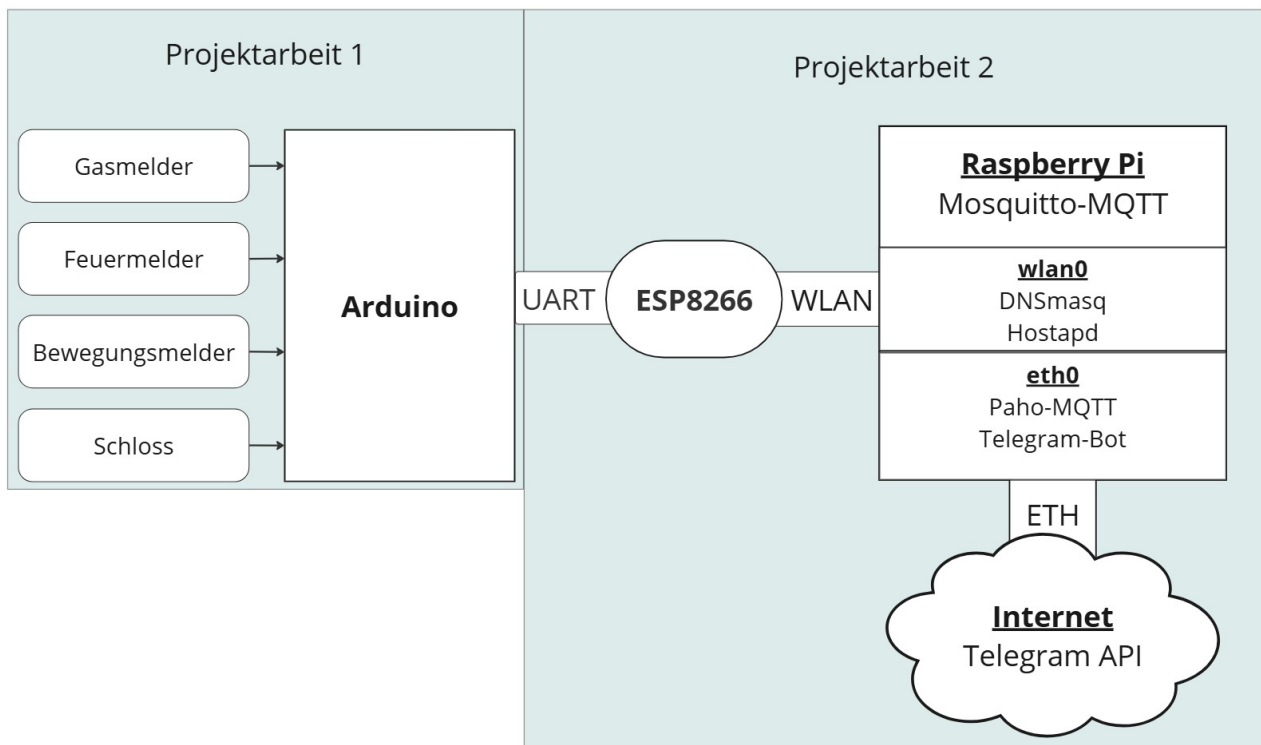 Projektarbeit 1
Gasmelder
Feuermelder
Bewegungsmelder
Schloss
Arduino
Projektarbeit 2
UART
ESP8266
WLAN
Raspberry Pi
Mosquitto-MQTT
wlan0
DNSmasq
Hostapd
eth0
Paho-MQTT
Telegram-Bot
ETH
Internet
Telegram API